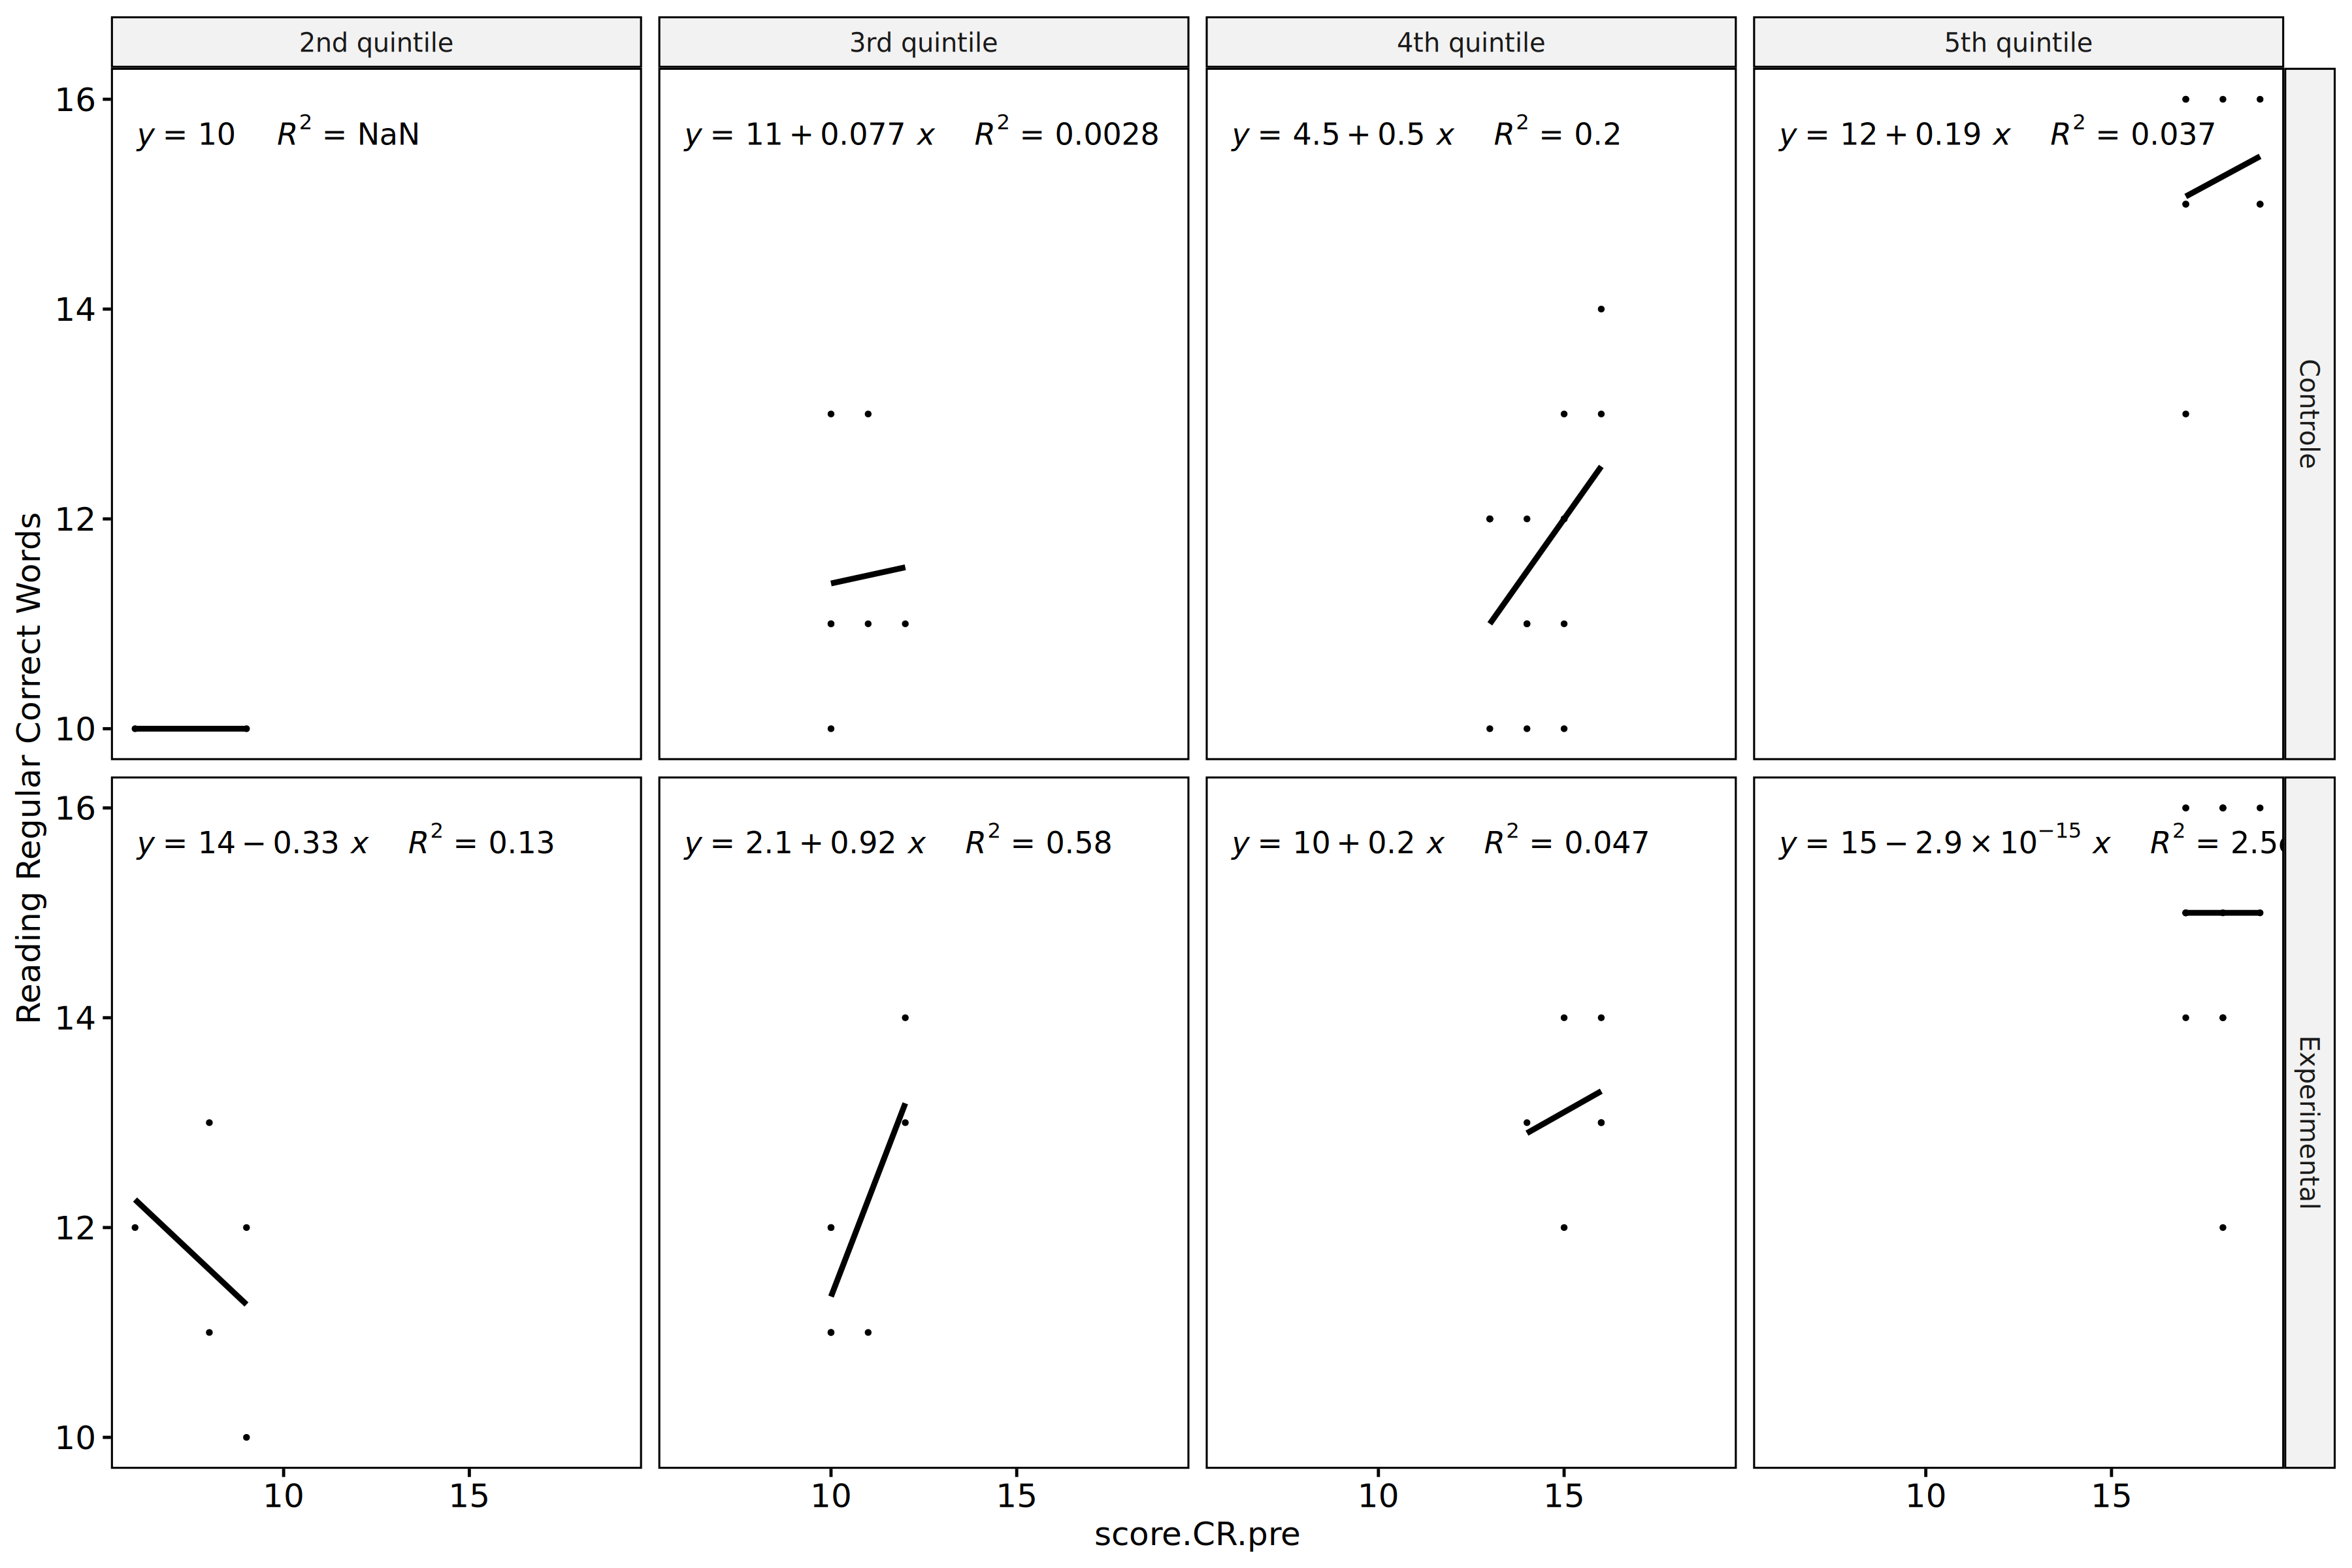 2nd quintile 3rd quintile 4th quintile 5th quintile
y = 10 R² = NaN
y = 11 + 0.077 x R² = 0.0028
y = 4.5 + 0.5 x R² = 0.2
y = 12 + 0.19 x R² = 0.037
16
14
12
10
Controle
Reading Regular Correct Words
y = 14 − 0.33 x R² = 0.13
y = 2.1 + 0.92 x R² = 0.58
y = 10 + 0.2 x R² = 0.047
y = 15 − 2.9 × 10⁻¹⁵ x R² = 2.5
16
14
12
10
Experimental
10 15 10 15 10 15 10 15
score.CR.pre